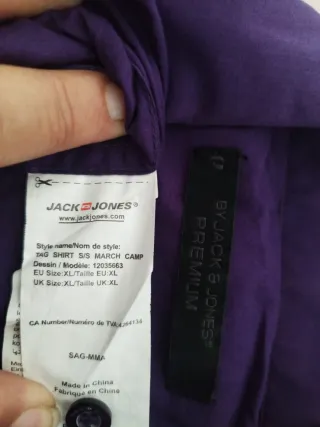 JACK & JONES®
www.jackjones.com
Style name/Nom de style:
SHIRT S/S MARCH CAMP
Dessin / Modèle: 12035663
EU Size:XL/Taille EU:XL
UK Size:XL/Taille UK:XL
CA Number/Numéro de TVA:
SAG-MMA
Made in China
Fabriqué en Chine
BY JACK & JONES®
PREMIUM